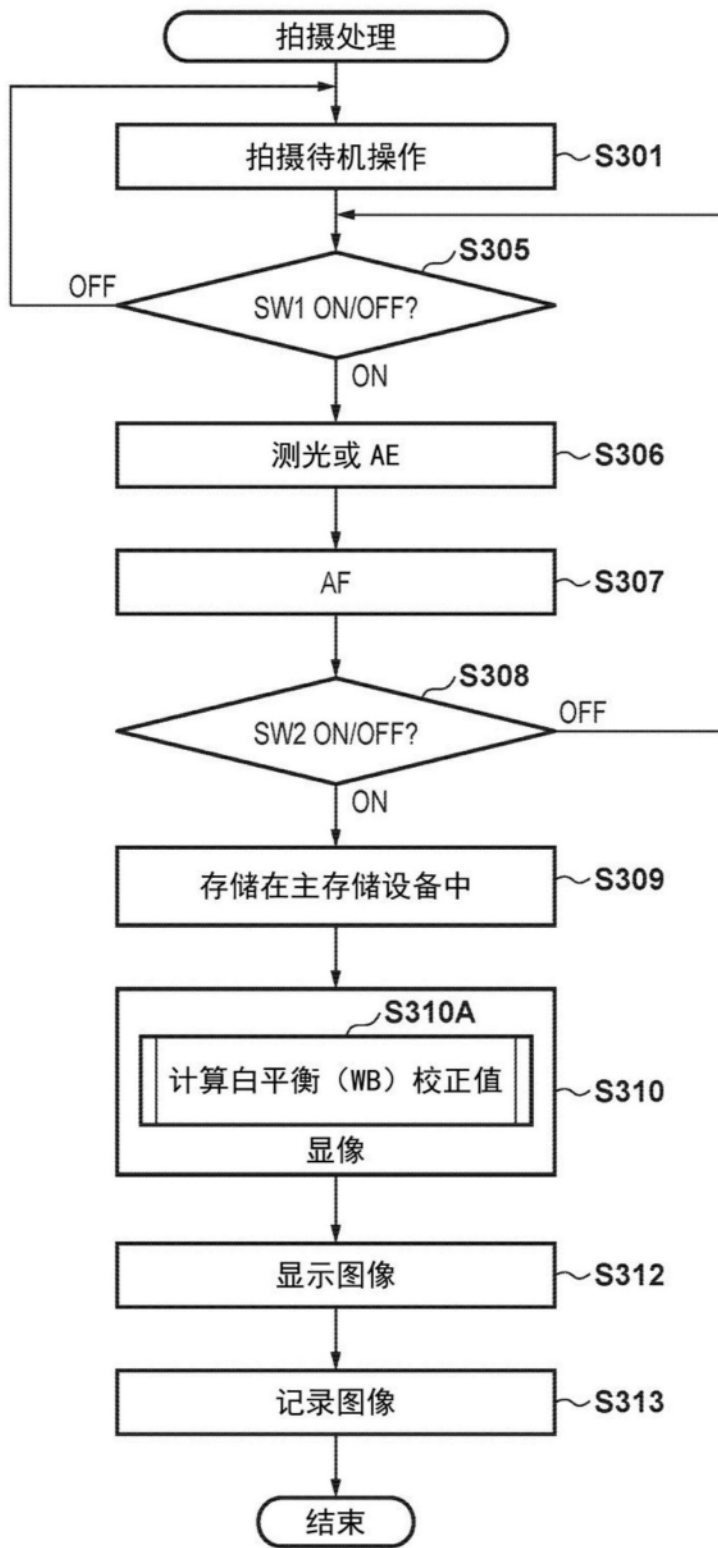 拍摄处理
拍摄待机操作
S301
S305
OFF
SW1 ON/OFF?
ON
测光或 AE
S306
AF
S307
S308
SW2 ON/OFF?
OFF
ON
存储在主存储设备中
S309
S310A
计算白平衡（WB）校正值
S310
显像
显示图像
S312
记录图像
S313
结束